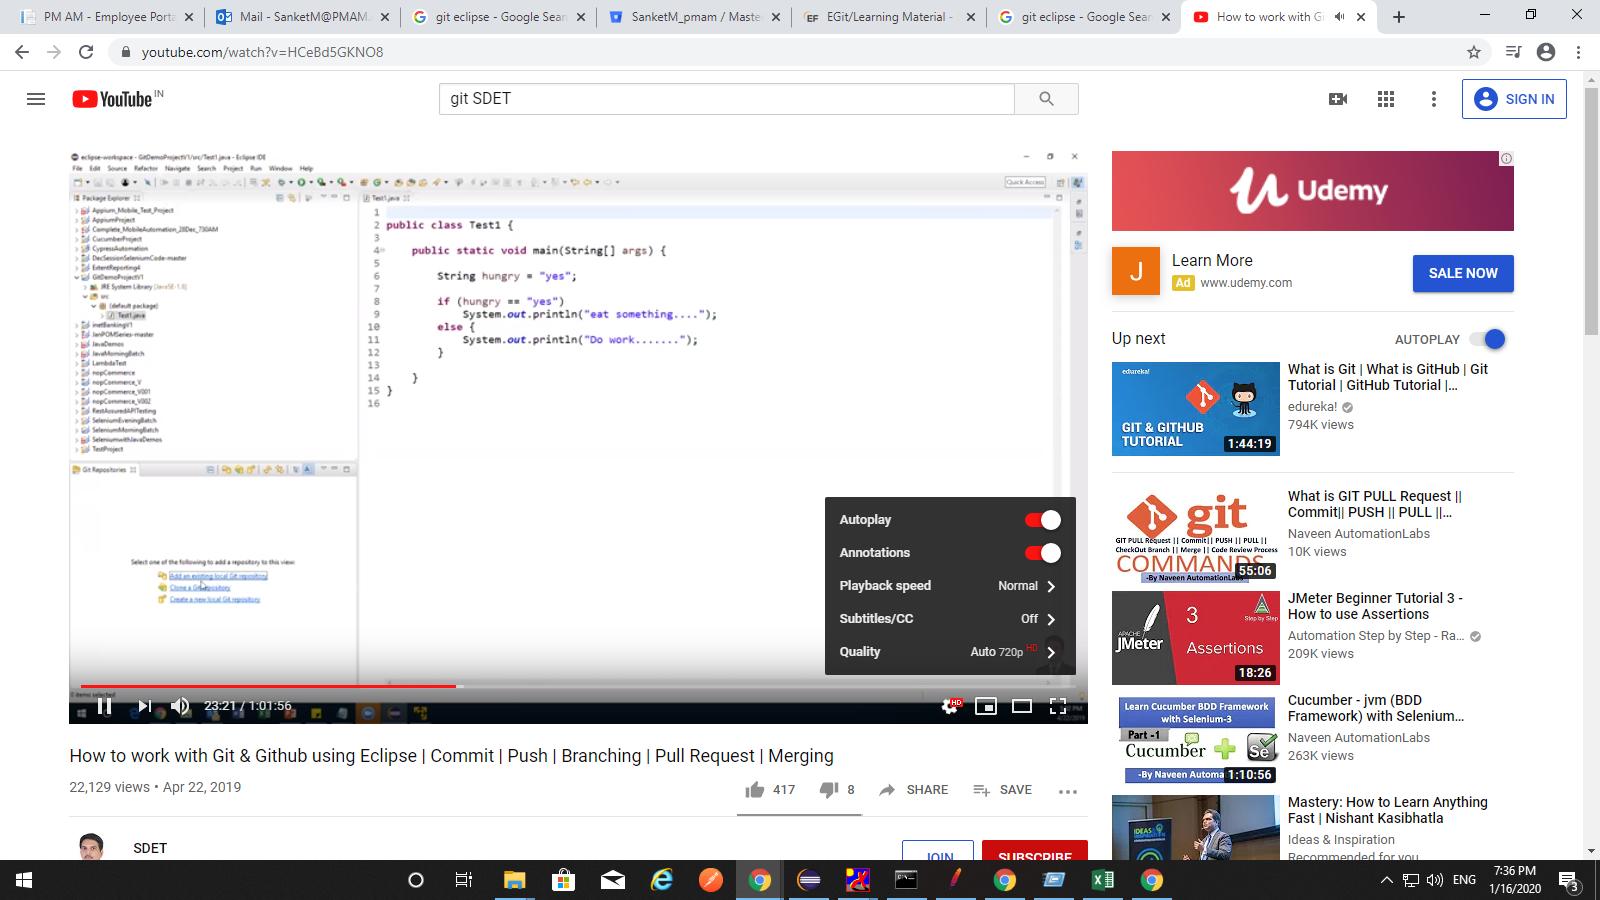 PM AM - Employee Porta
Mail - SanketM@PMAM.
git eclipse - Google Sear
SanketM_pmam / Maste
EGit/Learning Material -
git eclipse - Google Sear
How to work with Gi
youtube.com/watch?v=HCeBd5GKNO8
YouTube IN
git SDET
SIGN IN
eclipse-workspace - GitDemoProjectV1/src/Test1.java - Eclipse IDE
File Edit Source Refactor Navigate Search Project Run Window Help
Quick Access
Package Explorer
Appium_Mobile_Test_Project
AppiumProject
Complete_MobileAutomation_28Dec_730AM
CucumberProject
CypressAutomation
DecSessionSeleniumCode-master
ExtentReporting4
GitDemoProjectV1
JRE System Library [JavaSE-1.8]
src
(default package)
Test1.java
inetBankingV1
JanPOMSeries-master
JavaDemos
JavaMorningBatch
LambdaTest
nopCommerce
nopCommerce_V
nopCommerce_V001
nopCommerce_V002
RestAssuredAPITesting
SeleniumEveningBatch
SeleniumMorningBatch
SeleniumwithJavaDemos
TestProject
Test1.java
1
2 public class Test1 {
3
4 public static void main(String[] args) {
5
6 String hungry = "yes";
7
8 if (hungry == "yes")
9 System.out.println("eat something....");
10 else {
11 System.out.println("Do work.......");
12 }
13
14 }
15 }
16
Git Repositories
Select one of the following to add a repository to this view:
Add an existing local Git repository
Clone a Git repository
Create a new local Git repository
0 items selected
Autoplay
Annotations
Playback speed Normal
Subtitles/CC Off
Quality Auto 720p HD
23:21 / 1:01:56
HD
How to work with Git & Github using Eclipse | Commit | Push | Branching | Pull Request | Merging
22,129 views • Apr 22, 2019
417
8
SHARE
SAVE
SDET
JOIN
SUBSCRIBE
Udemy
J
Learn More
Ad www.udemy.com
SALE NOW
Up next
AUTOPLAY
edureka!
GIT & GITHUB
TUTORIAL
1:44:19
What is Git | What is GitHub | Git
Tutorial | GitHub Tutorial |...
edureka!
794K views
git
GIT PULL Request || Commit|| PUSH || PULL ||
CheckOut Branch || Merge || Code Review Process
COMMANDS
-By Naveen AutomationLabs
55:06
What is GIT PULL Request ||
Commit|| PUSH || PULL ||...
Naveen AutomationLabs
10K views
APACHE
JMeter
3
Step by Step
Assertions
18:26
JMeter Beginner Tutorial 3 -
How to use Assertions
Automation Step by Step - Ra...
209K views
Learn Cucumber BDD Framework
with Selenium-3
Part -1
Cucumber + Se
-By Naveen Automa
1:10:56
Cucumber - jvm (BDD
Framework) with Selenium...
Naveen AutomationLabs
263K views
IDEAS
Mastery: How to Learn Anything
Fast | Nishant Kasibhatla
Ideas & Inspiration
Recommended for you
ENG
7:36 PM
1/16/2020
3